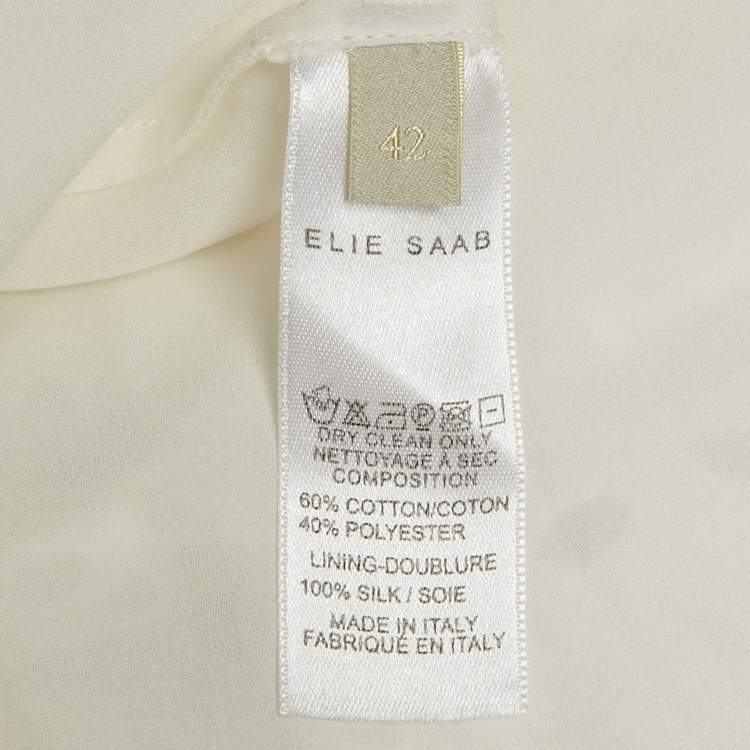 42
ELIE SAAB
DRY CLEAN ONLY
NETTOYAGE À SEC
COMPOSITION
60% COTTON/COTON
40% POLYESTER
LINING-DOUBLURE
100% SILK / SOIE
MADE IN ITALY
FABRIQUÉ EN ITALY